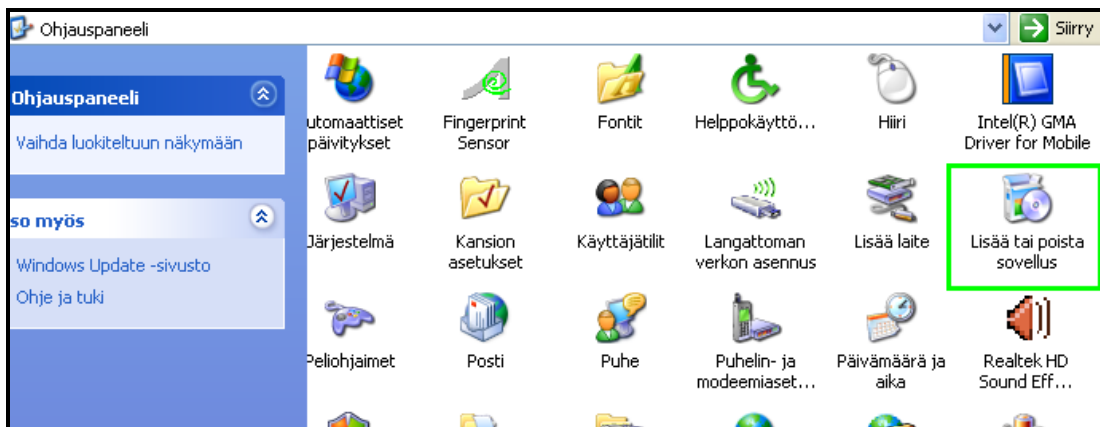 Ohjauspaneeli
Siirry
Ohjauspaneeli
Vaihda luokiteltuun näkymään
so myös
Windows Update -sivusto
Ohje ja tuki
utomaattiset
päivitykset
Fingerprint
Sensor
Fontit
Helppokäyttö...
Hiiri
Intel(R) GMA
Driver for Mobile
Järjestelmä
Kansion
asetukset
Käyttäjätilit
Langattoman
verkon asennus
Lisää laite
Lisää tai poista
sovellus
Peliohjaimet
Posti
Puhe
Puhelin- ja
modeemiaset...
Päivämäärä ja
aika
Realtek HD
Sound Eff...